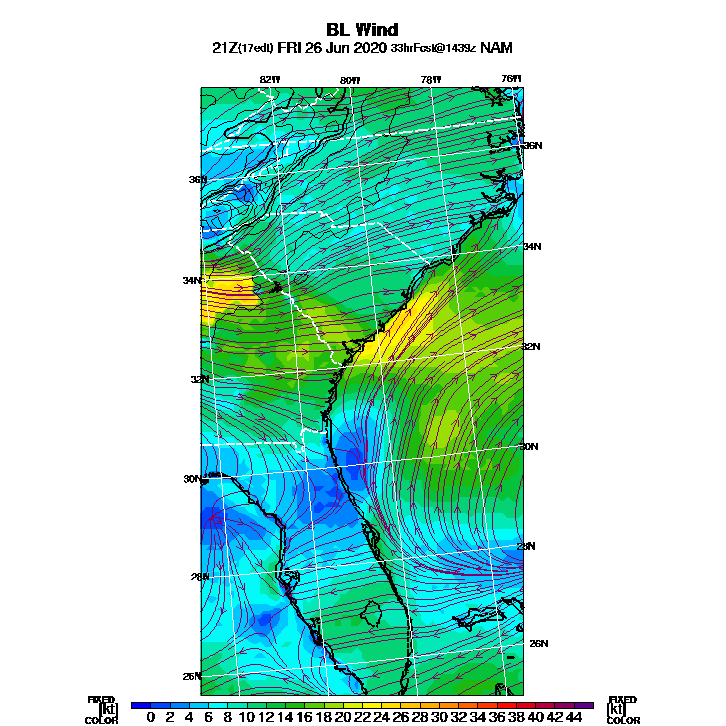 BL Wind
21Z(17edt) FRI 26 Jun 2020 33hrFcst@1439z NAM
82W 80W 78W 76W
36N
36N
34N
34N
32N
32N
30N
30N
28N
28N
26N
26N
FIXED FIXED
[kt] 0 2 4 6 8 10 12 14 16 18 20 22 24 26 28 30 32 34 36 38 40 42 44 [kt]
COLOR COLOR